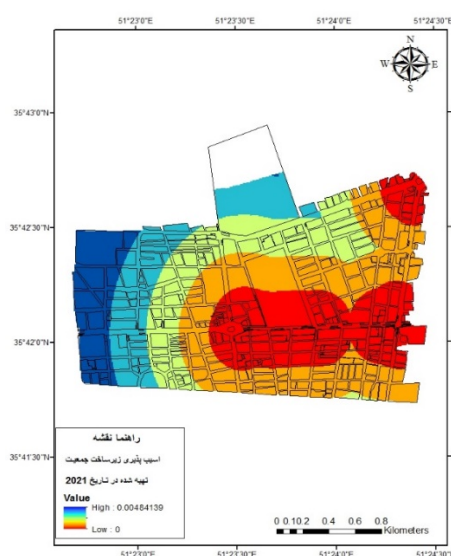 51°23'0"E 51°23'30"E 51°24'0"E 51°24'30"E
N
W E
S
35°43'0"N
35°42'30"N
35°42'0"N
35°41'30"N
راهنما نقشه
اسیب پذیری زیرساخت جمعیت
تهیه شده در تاریخ 2021
Value
High : 0.00484139
Low : 0
0 0.10.2 0.4 0.6 0.8
Kilometers
51°23'0"E 51°23'30"E 51°24'0"E 51°24'30"E